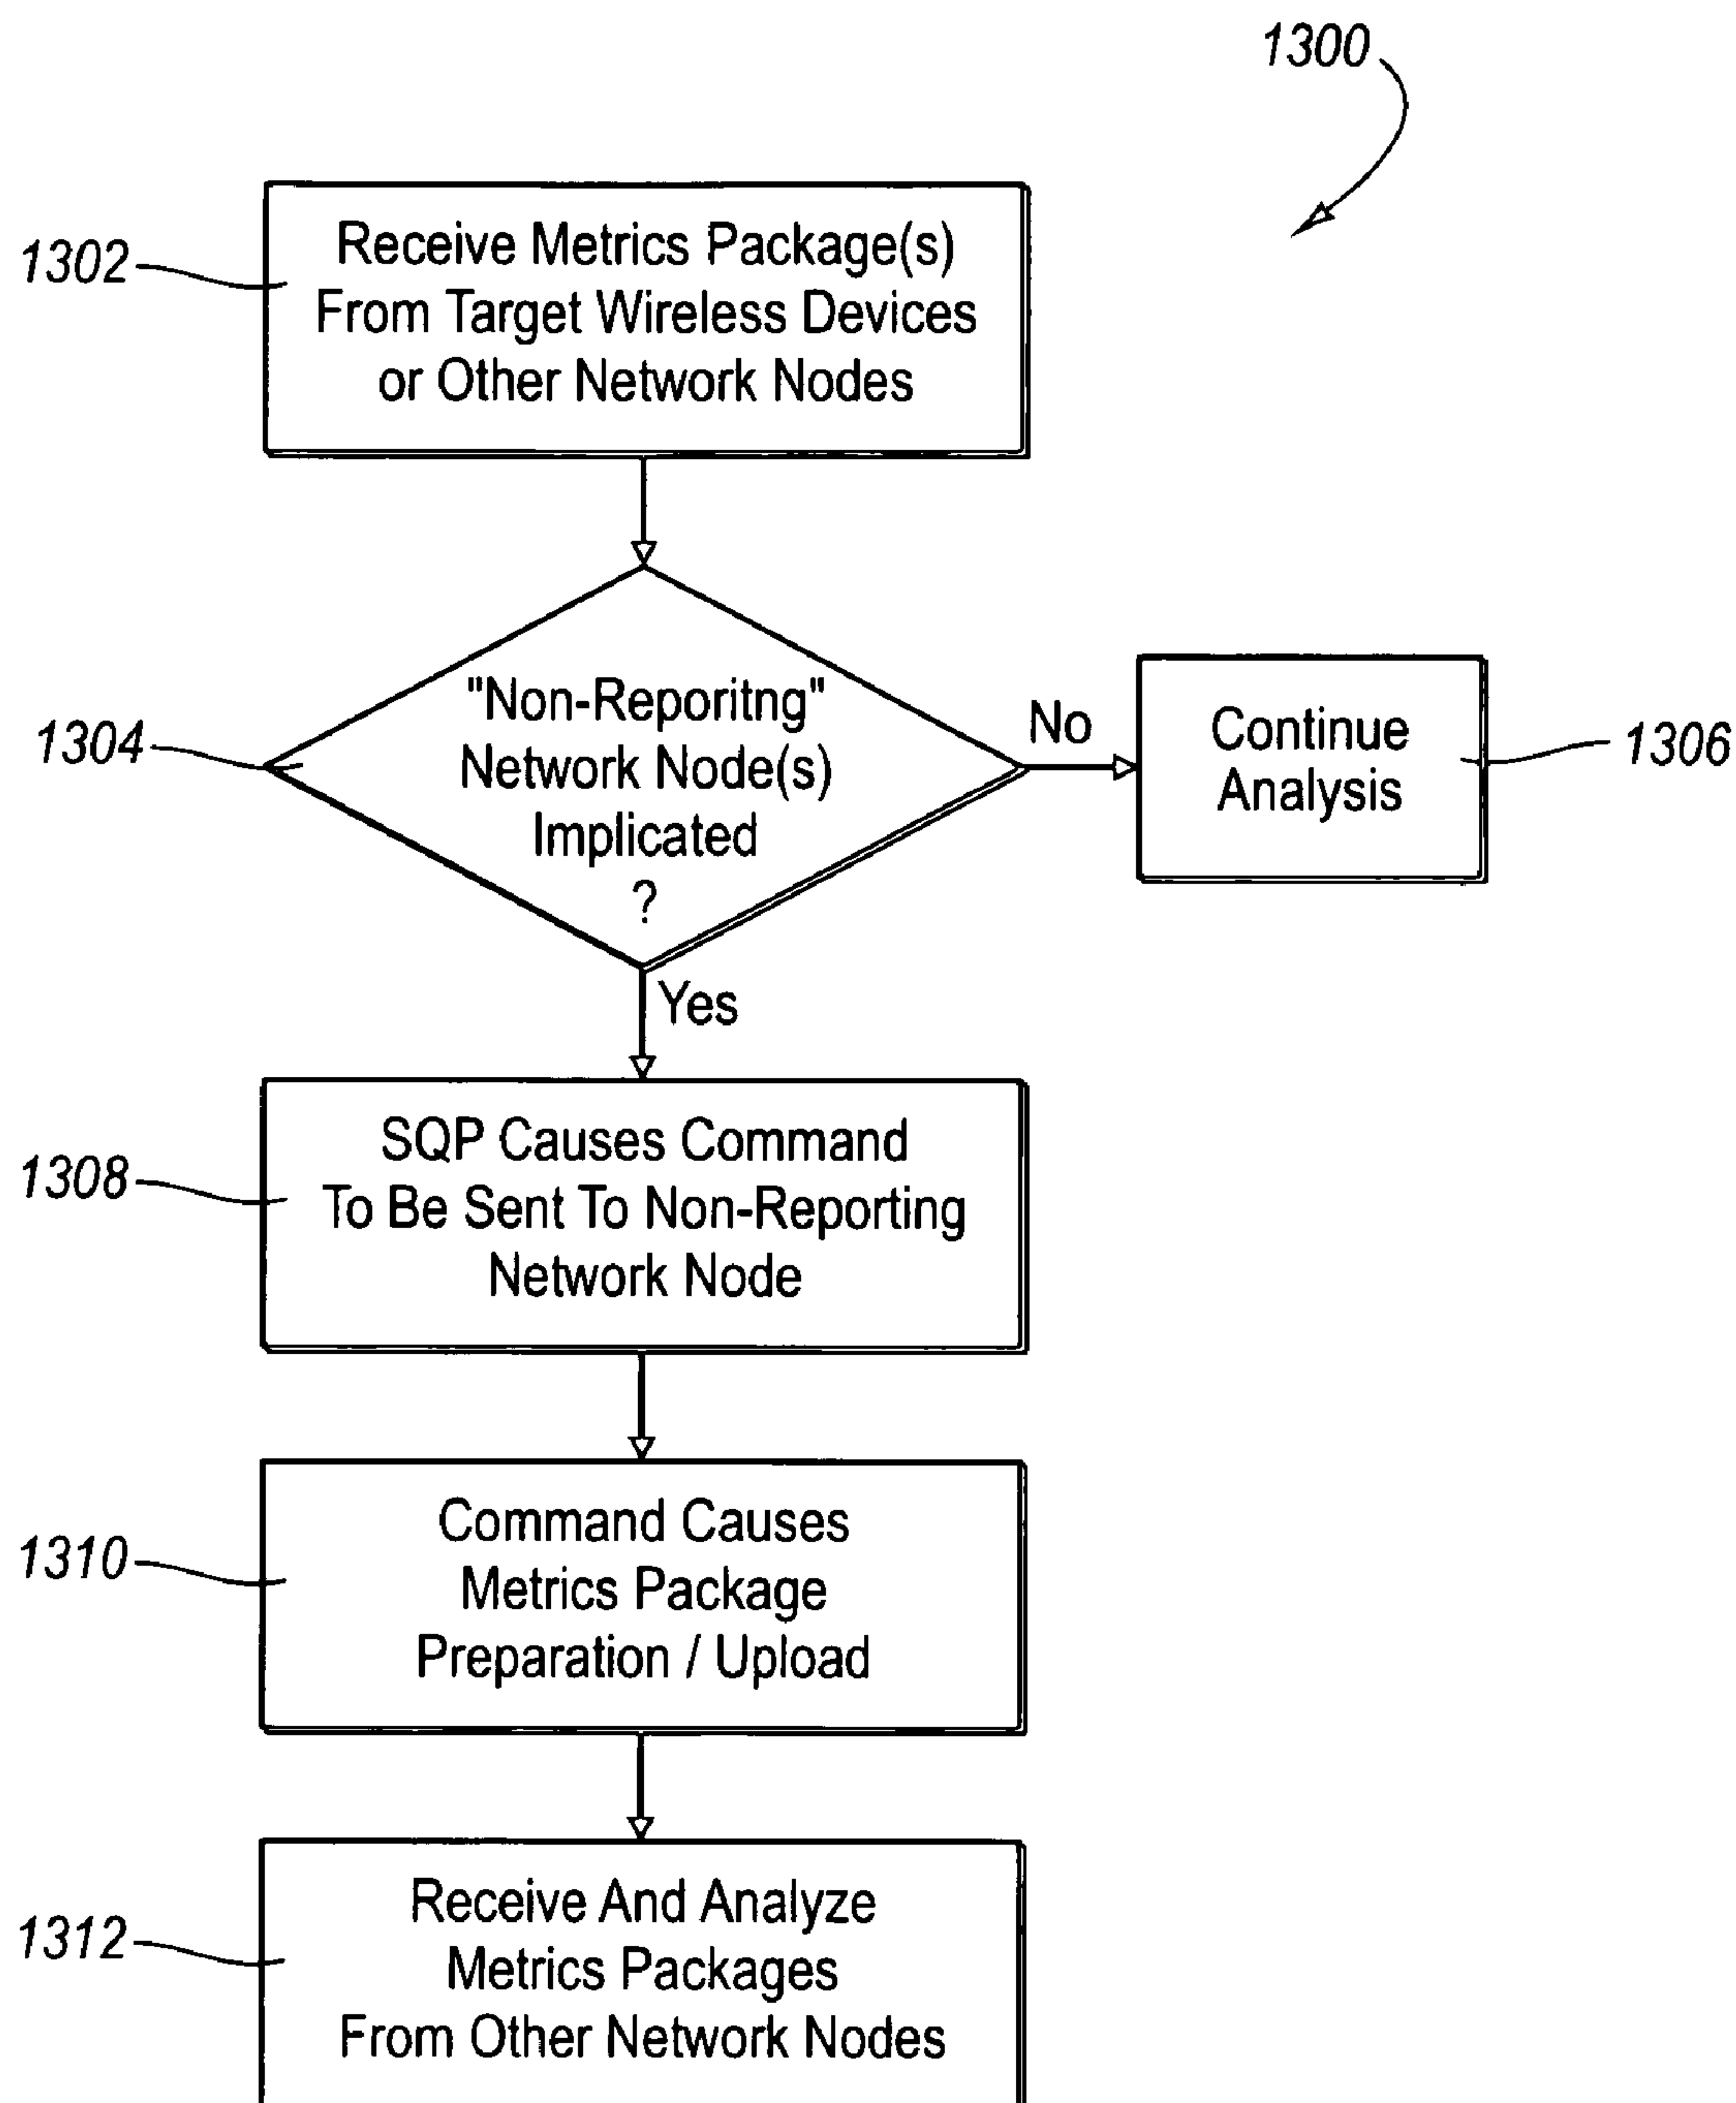 1300
1302
Receive Metrics Package(s)
From Target Wireless Devices
or Other Network Nodes
1304
"Non-Reporitng"
Network Node(s)
Implicated
?
No
Continue
Analysis
1306
Yes
1308
SQP Causes Command
To Be Sent To Non-Reporting
Network Node
1310
Command Causes
Metrics Package
Preparation / Upload
1312
Receive And Analyze
Metrics Packages
From Other Network Nodes